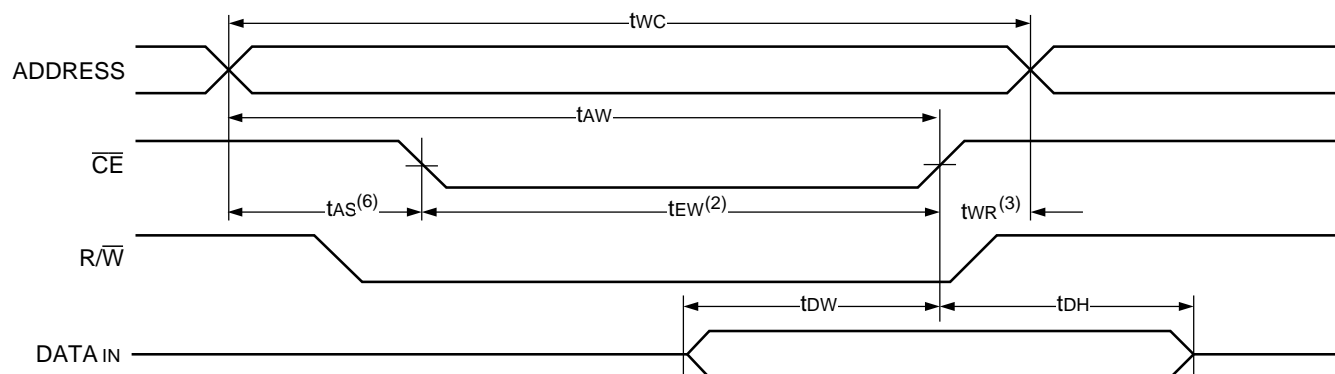 tWC
ADDRESS
tAW
CE
tAS(6)
tEW(2)
tWR(3)
R/W
tDW
tDH
DATA IN